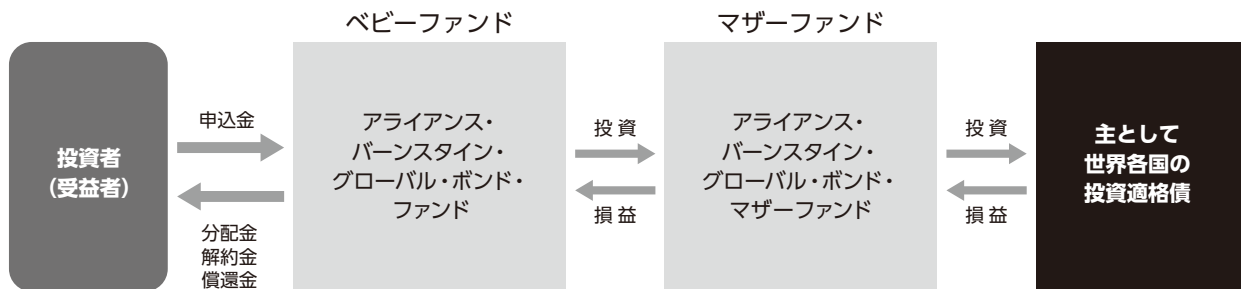 ベビーファンド
マザーファンド
投資者
(受益者)
申込金
分配金
解約金
償還金
アライアンス・
バーンスタイン・
グローバル・ボンド・
ファンド
投資
損益
アライアンス・
バーンスタイン・
グローバル・ボンド・
マザーファンド
投資
損益
主として
世界各国の
投資適格債